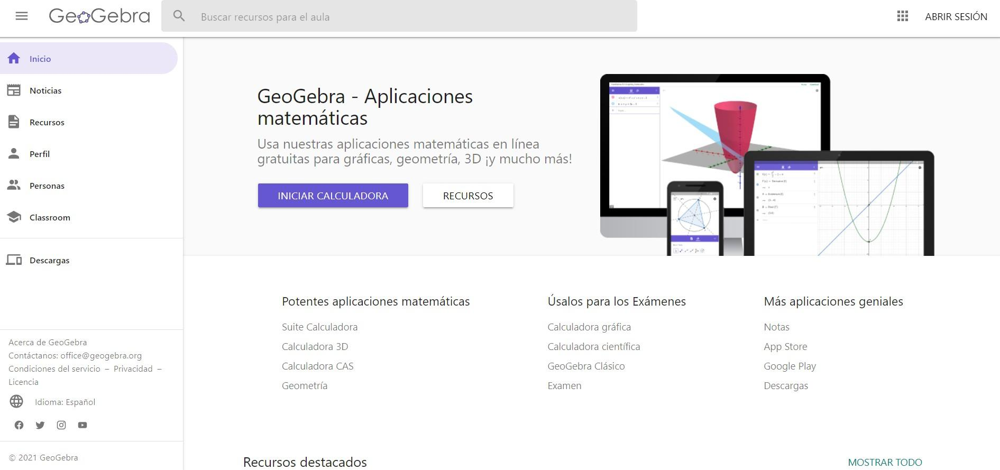 GeoGebra
Buscar recursos para el aula
ABRIR SESIÓN
Inicio
Noticias
Recursos
Perfil
Personas
Classroom
Descargas
Acerca de GeoGebra
Contáctanos: office@geogebra.org
Condiciones del servicio – Privacidad –
Licencia
Idioma: Español
© 2021 GeoGebra
GeoGebra - Aplicaciones
matemáticas
Usa nuestras aplicaciones matemáticas en línea
gratuitas para gráficas, geometría, 3D ¡y mucho más!
INICIAR CALCULADORA
RECURSOS
Potentes aplicaciones matemáticas
Suite Calculadora
Calculadora 3D
Calculadora CAS
Geometría
Úsalos para los Exámenes
Calculadora gráfica
Calculadora científica
GeoGebra Clásico
Examen
Más aplicaciones geniales
Notas
App Store
Google Play
Descargas
Recursos destacados
MOSTRAR TODO